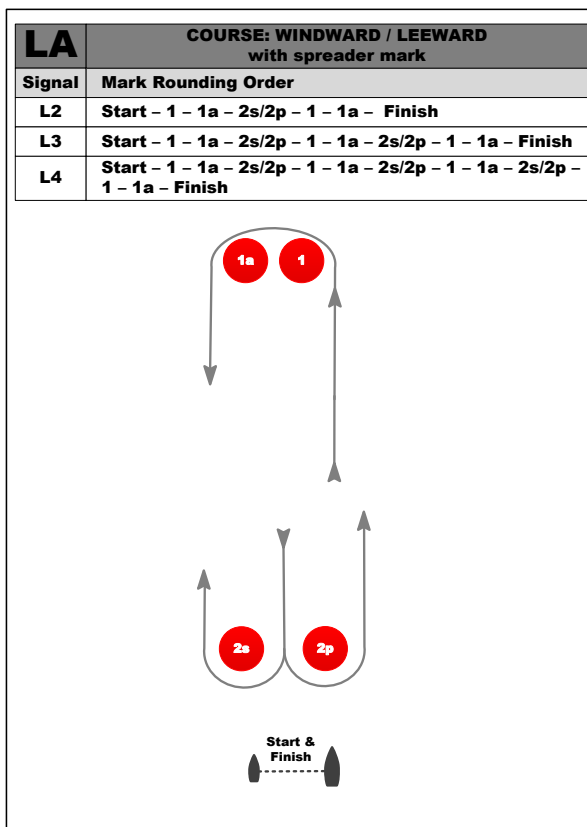 LA
COURSE: WINDWARD / LEEWARD
with spreader mark
Signal Mark Rounding Order
L2 Start – 1 – 1a – 2s/2p – 1 – 1a – Finish
L3 Start – 1 – 1a – 2s/2p – 1 – 1a – 2s/2p – 1 – 1a – Finish
L4 Start – 1 – 1a – 2s/2p – 1 – 1a – 2s/2p – 1 – 1a – 2s/2p –
1 – 1a – Finish
1a 1
2s 2p
Start &
Finish